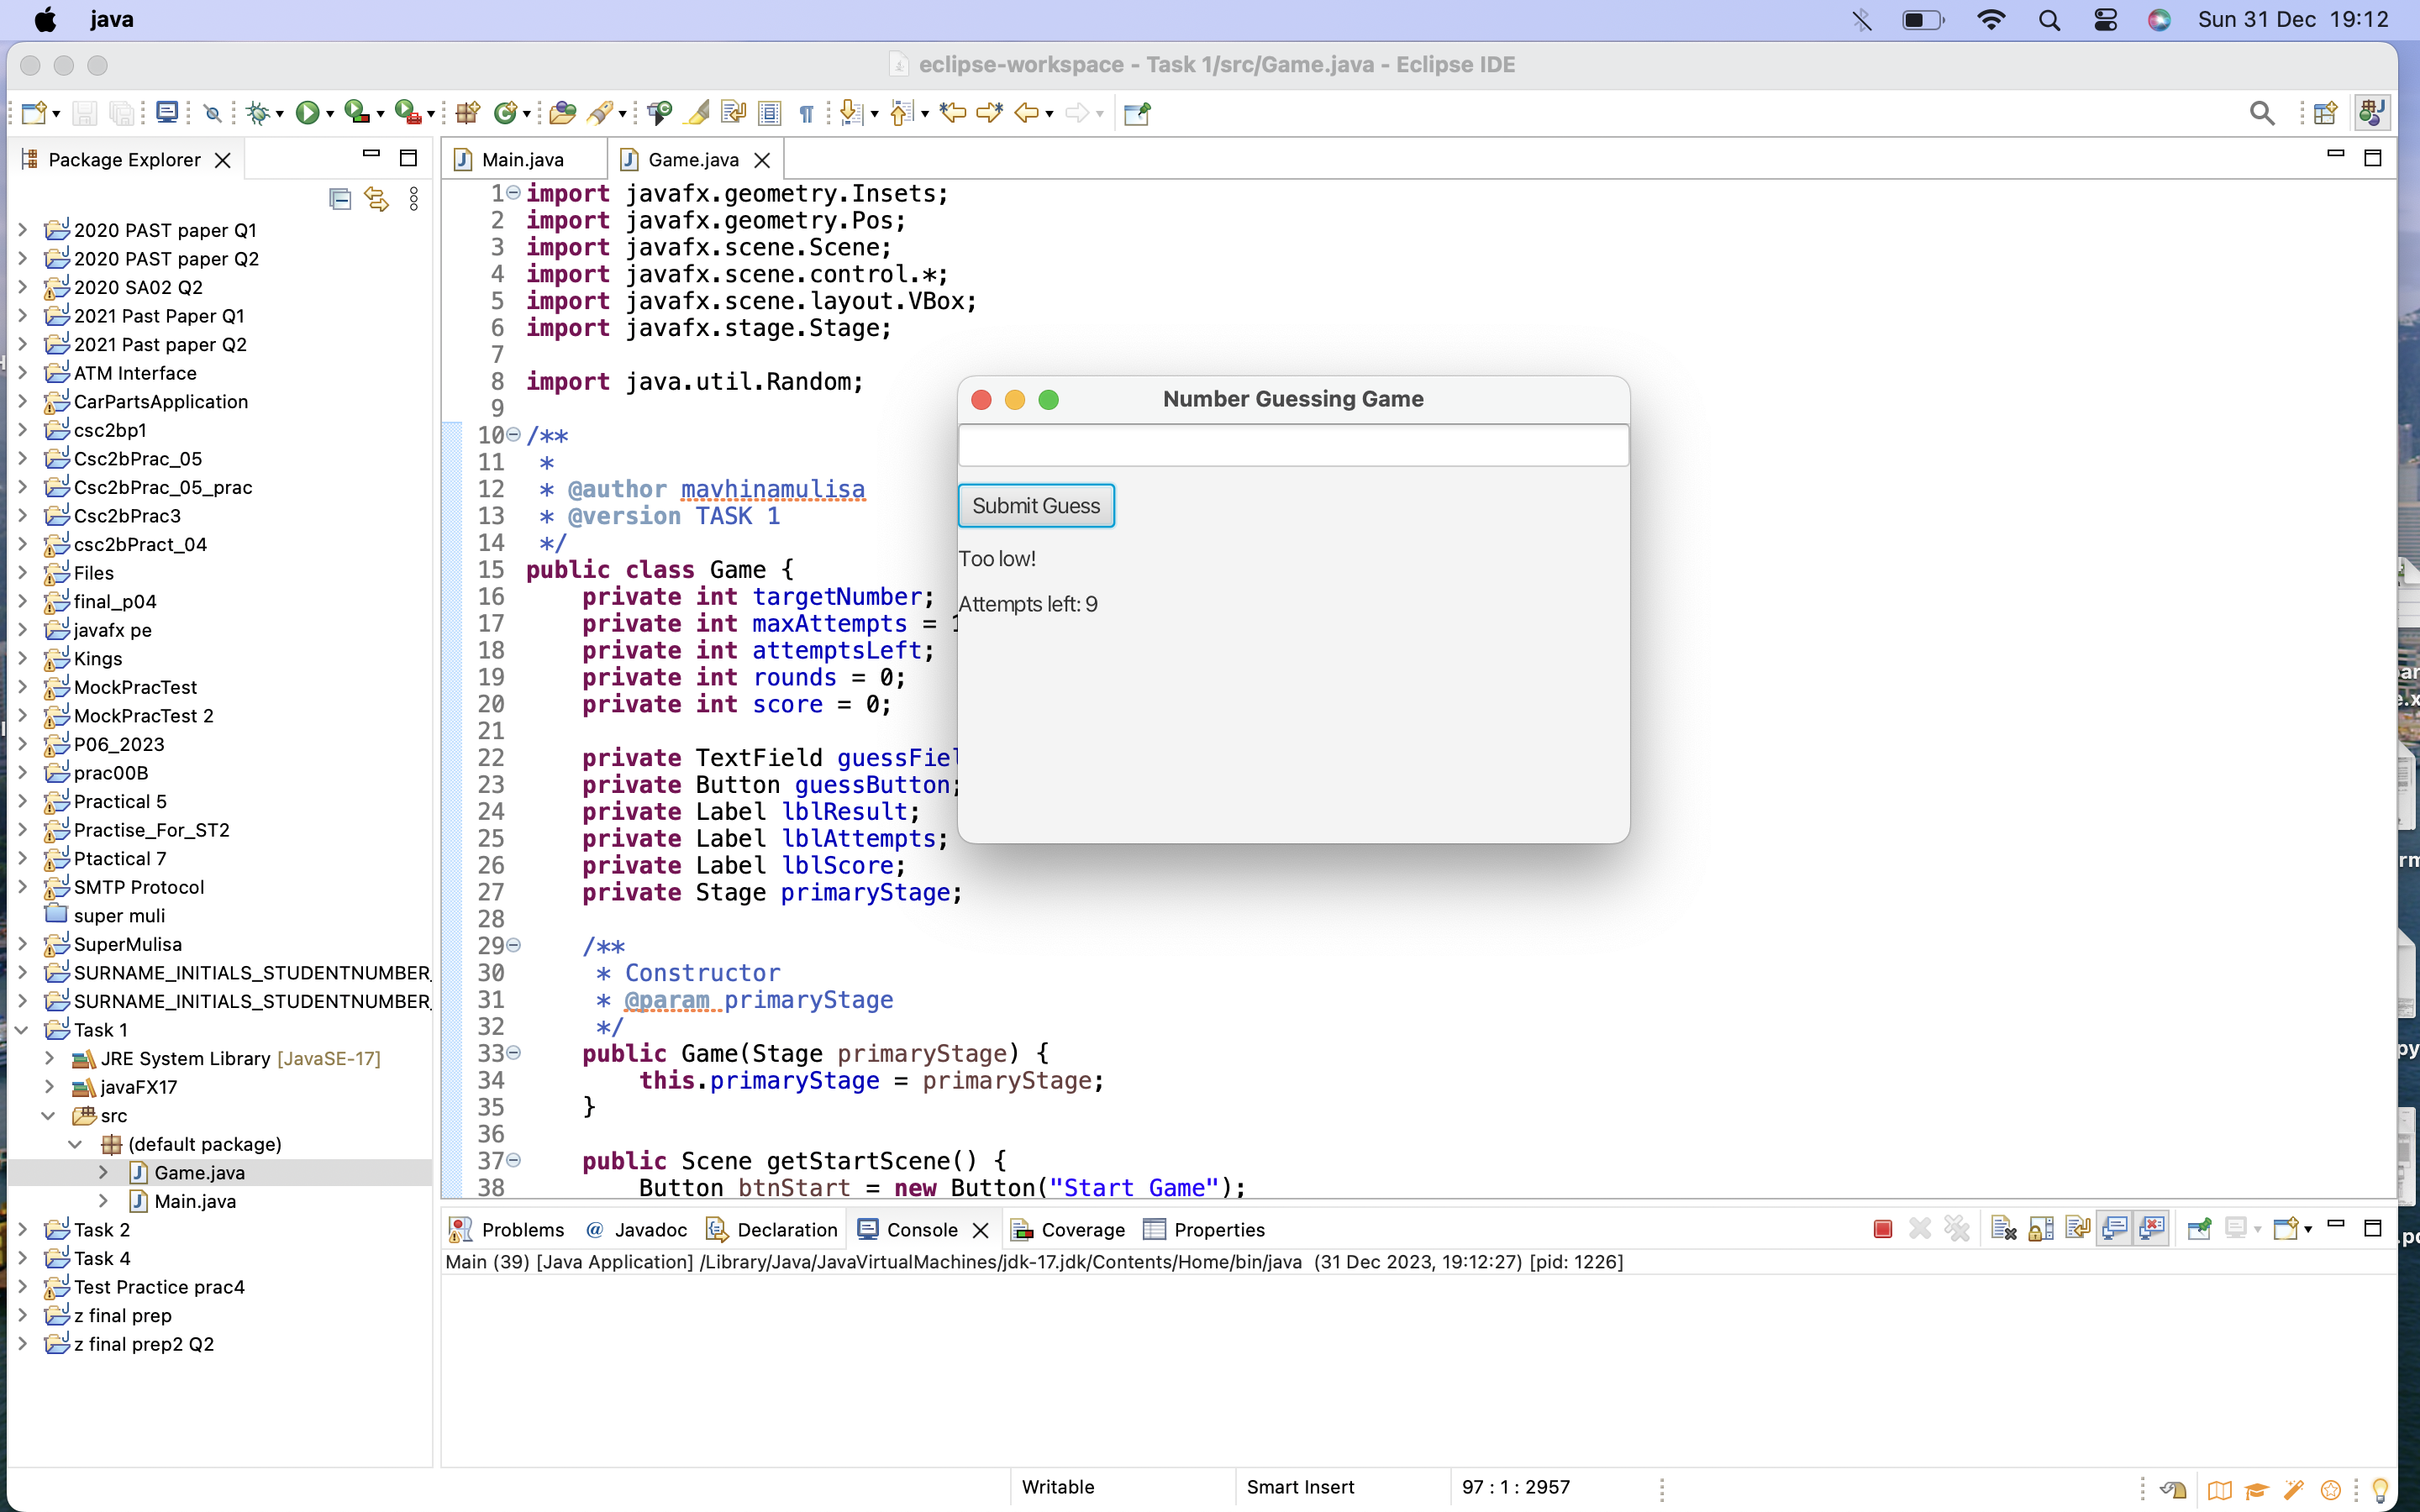 java
Sun 31 Dec 19:12
eclipse-workspace - Task 1/src/Game.java - Eclipse IDE
Package Explorer
2020 PAST paper Q1
2020 PAST paper Q2
2020 SA02 Q2
2021 Past Paper Q1
2021 Past paper Q2
ATM Interface
CarPartsApplication
csc2bp1
Csc2bPrac_05
Csc2bPrac_05_prac
Csc2bPrac3
csc2bPract_04
Files
final_p04
javafx pe
Kings
MockPracTest
MockPracTest 2
P06_2023
prac00B
Practical 5
Practise_For_ST2
Ptactical 7
SMTP Protocol
super muli
SuperMulisa
SURNAME_INITIALS_STUDENTNUMBER_
SURNAME_INITIALS_STUDENTNUMBER_
Task 1
JRE System Library [JavaSE-17]
javaFX17
src
(default package)
Game.java
Main.java
Task 2
Task 4
Test Practice prac4
z final prep
z final prep2 Q2
Main.java
Game.java
1 import javafx.geometry.Insets;
2 import javafx.geometry.Pos;
3 import javafx.scene.Scene;
4 import javafx.scene.control.*;
5 import javafx.scene.layout.VBox;
6 import javafx.stage.Stage;
7
8 import java.util.Random;
9
10 /**
11 *
12 * @author mavhinamulisa
13 * @version TASK 1
14 */
15 public class Game {
16 private int targetNumber;
17 private int maxAttempts =
18 private int attemptsLeft;
19 private int rounds = 0;
20 private int score = 0;
21
22 private TextField guessFiel
23 private Button guessButton;
24 private Label lblResult;
25 private Label lblAttempts;
26 private Label lblScore;
27 private Stage primaryStage;
28
29 /**
30 * Constructor
31 * @param primaryStage
32 */
33 public Game(Stage primaryStage) {
34 this.primaryStage = primaryStage;
35 }
36
37 public Scene getStartScene() {
38 Button btnStart = new Button("Start Game");
Number Guessing Game
Submit Guess
Too low!
Attempts left: 9
Problems
Javadoc
Declaration
Console
Coverage
Properties
Main (39) [Java Application] /Library/Java/JavaVirtualMachines/jdk-17.jdk/Contents/Home/bin/java (31 Dec 2023, 19:12:27) [pid: 1226]
Writable
Smart Insert
97 : 1 : 2957